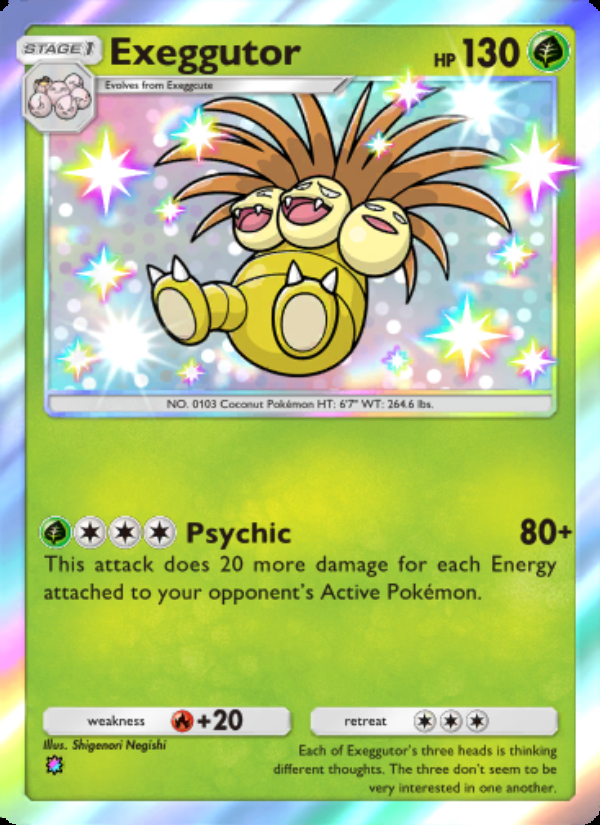 STAGE 1
Exeggutor
HP 130
Evolves from Exeggcute
NO. 0103 Coconut Pokémon HT: 6'7" WT: 264.6 lbs.
Psychic 80+
This attack does 20 more damage for each Energy
attached to your opponent's Active Pokémon.
weakness +20
retreat
Illus. Shigenori Negishi
Each of Exeggutor's three heads is thinking
different thoughts. The three don't seem to be
very interested in one another.